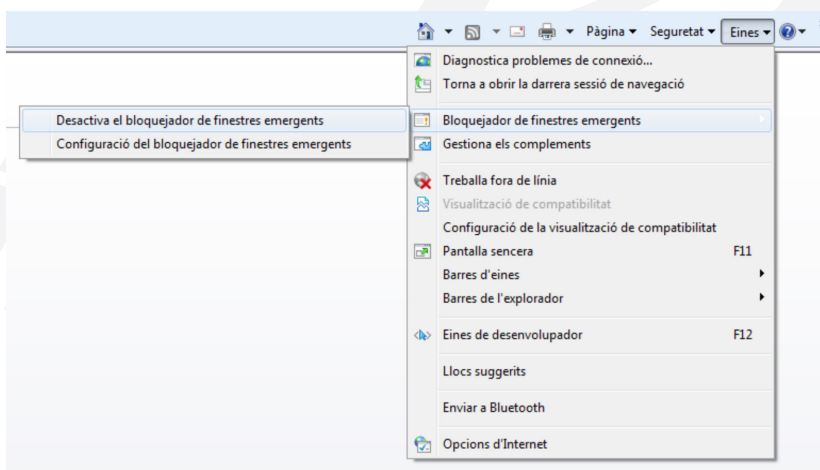 Pàgina Seguretat Eines
Diagnostica problemes de connexió...
Torna a obrir la darrera sessió de navegació
Desactiva el bloquejador de finestres emergents
Bloquejador de finestres emergents
Configuració del bloquejador de finestres emergents
Gestiona els complements
Treballa fora de línia
Visualització de compatibilitat
Configuració de la visualització de compatibilitat
Pantalla sencera F11
Barres d'eines
Barres de l'explorador
Eines de desenvolupador F12
Llocs suggerits
Enviar a Bluetooth
Opcions d'Internet